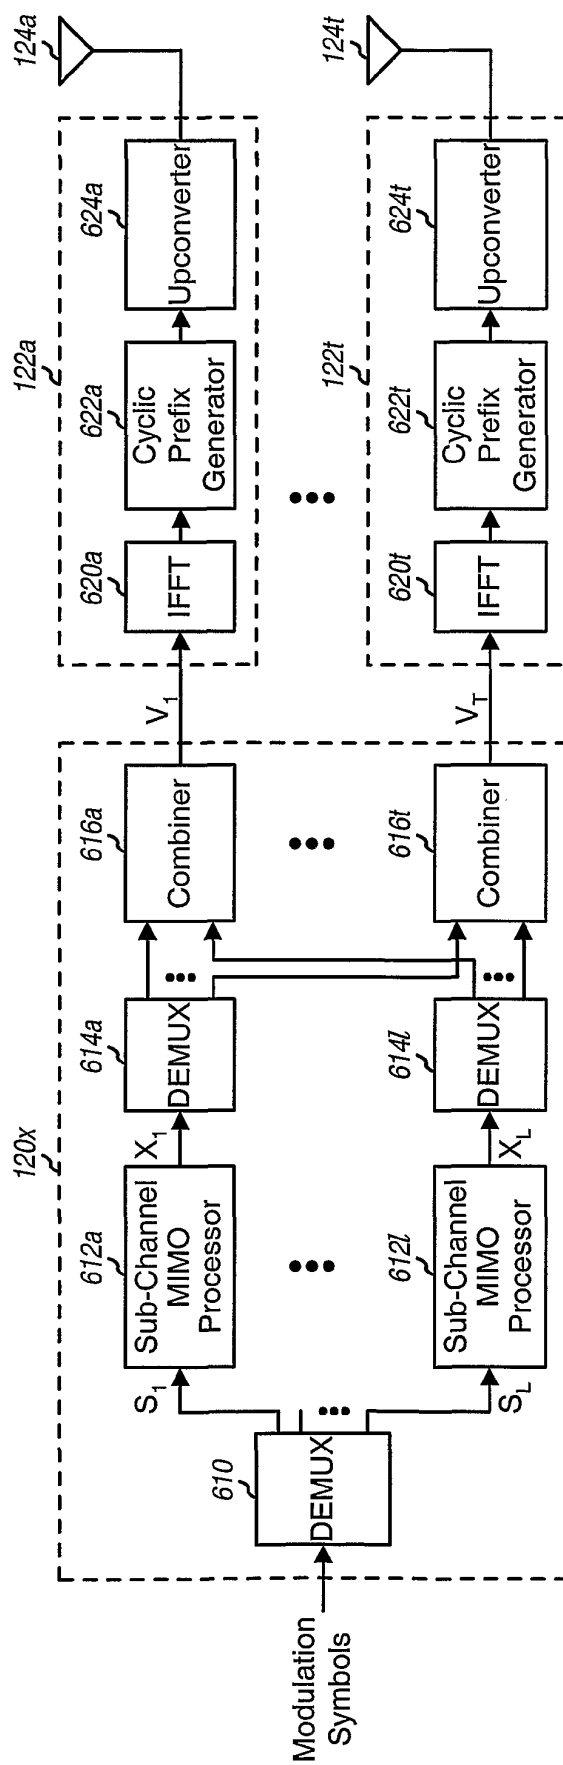 Modulation
Symbols
120x
610
DEMUX
S1
SL
612a
Sub-Channel
MIMO
Processor
612l
Sub-Channel
MIMO
Processor
X1
XL
614a
DEMUX
614l
DEMUX
616a
Combiner
616t
Combiner
V1
VT
122a
620a
IFFT
622a
Cyclic
Prefix
Generator
624a
Upconverter
124a
122t
620t
IFFT
622t
Cyclic
Prefix
Generator
624t
Upconverter
124t